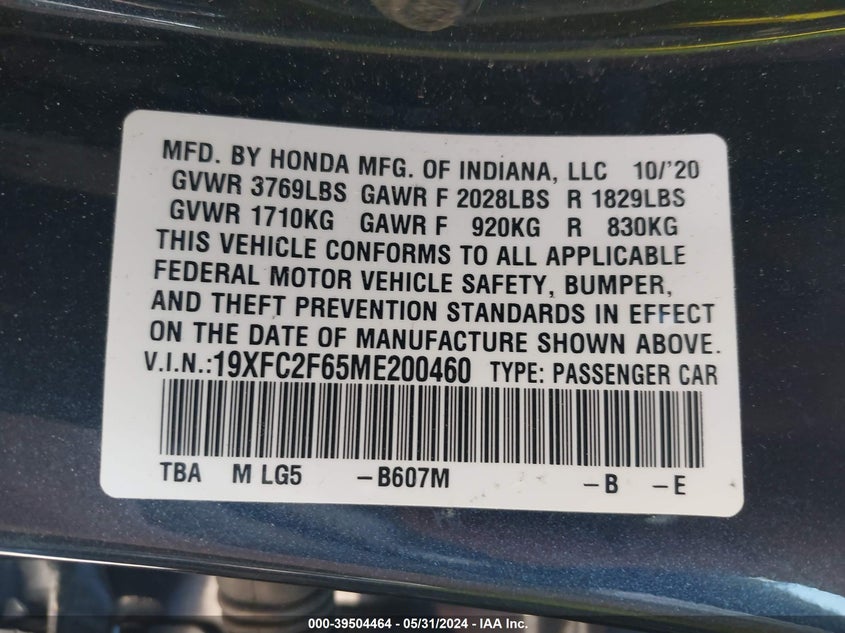 MFD. BY HONDA MFG. OF INDIANA, LLC 10/'20
GVWR 3769LBS GAWR F 2028LBS R 1829LBS
GVWR 1710KG GAWR F 920KG R 830KG
THIS VEHICLE CONFORMS TO ALL APPLICABLE
FEDERAL MOTOR VEHICLE SAFETY, BUMPER,
AND THEFT PREVENTION STANDARDS IN EFFECT
ON THE DATE OF MANUFACTURE SHOWN ABOVE.
V.I.N.:19XFC2F65ME200460 TYPE: PASSENGER CAR
TBA M LG5 -B607M -B -E
000-39504464 - 05/31/2024 - IAA Inc.